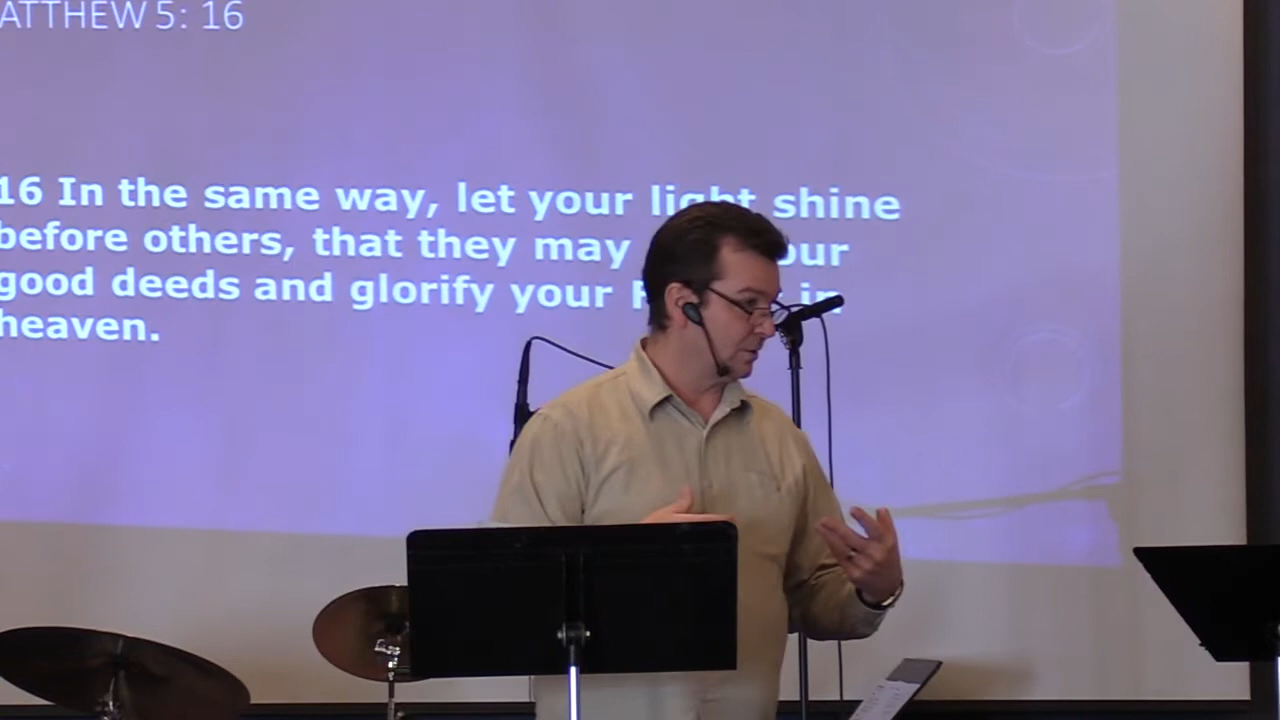 ATTHEW 5: 16
16 In the same way, let your light shine
before others, that they may our
good deeds and glorify your in
heaven.